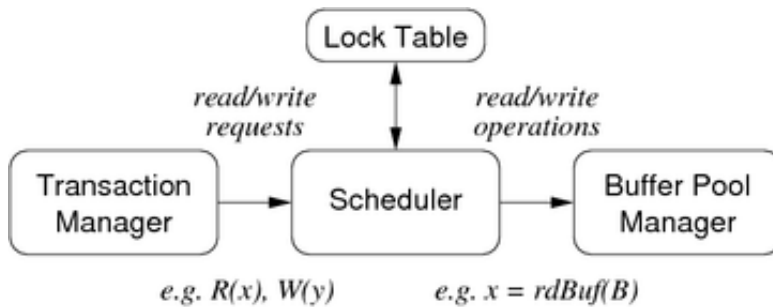 Lock Table
read/write
requests
read/write
operations
Transaction
Manager
Scheduler
Buffer Pool
Manager
e.g. R(x), W(y)
e.g. x = rdBuf(B)